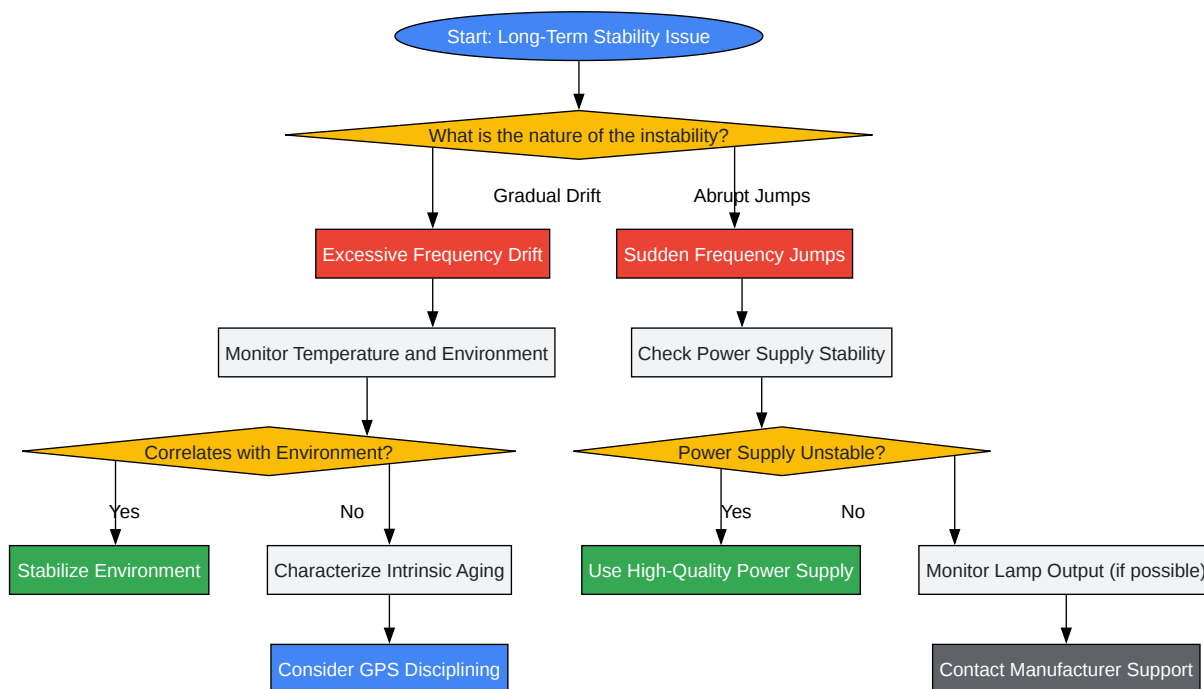 Start: Long-Term Stability Issue
What is the nature of the instability?
Gradual Drift
Abrupt Jumps
Excessive Frequency Drift
Sudden Frequency Jumps
Monitor Temperature and Environment
Check Power Supply Stability
Correlates with Environment?
Power Supply Unstable?
Yes
No
Yes
No
Stabilize Environment
Characterize Intrinsic Aging
Use High-Quality Power Supply
Monitor Lamp Output (if possible)
Consider GPS Disciplining
Contact Manufacturer Support